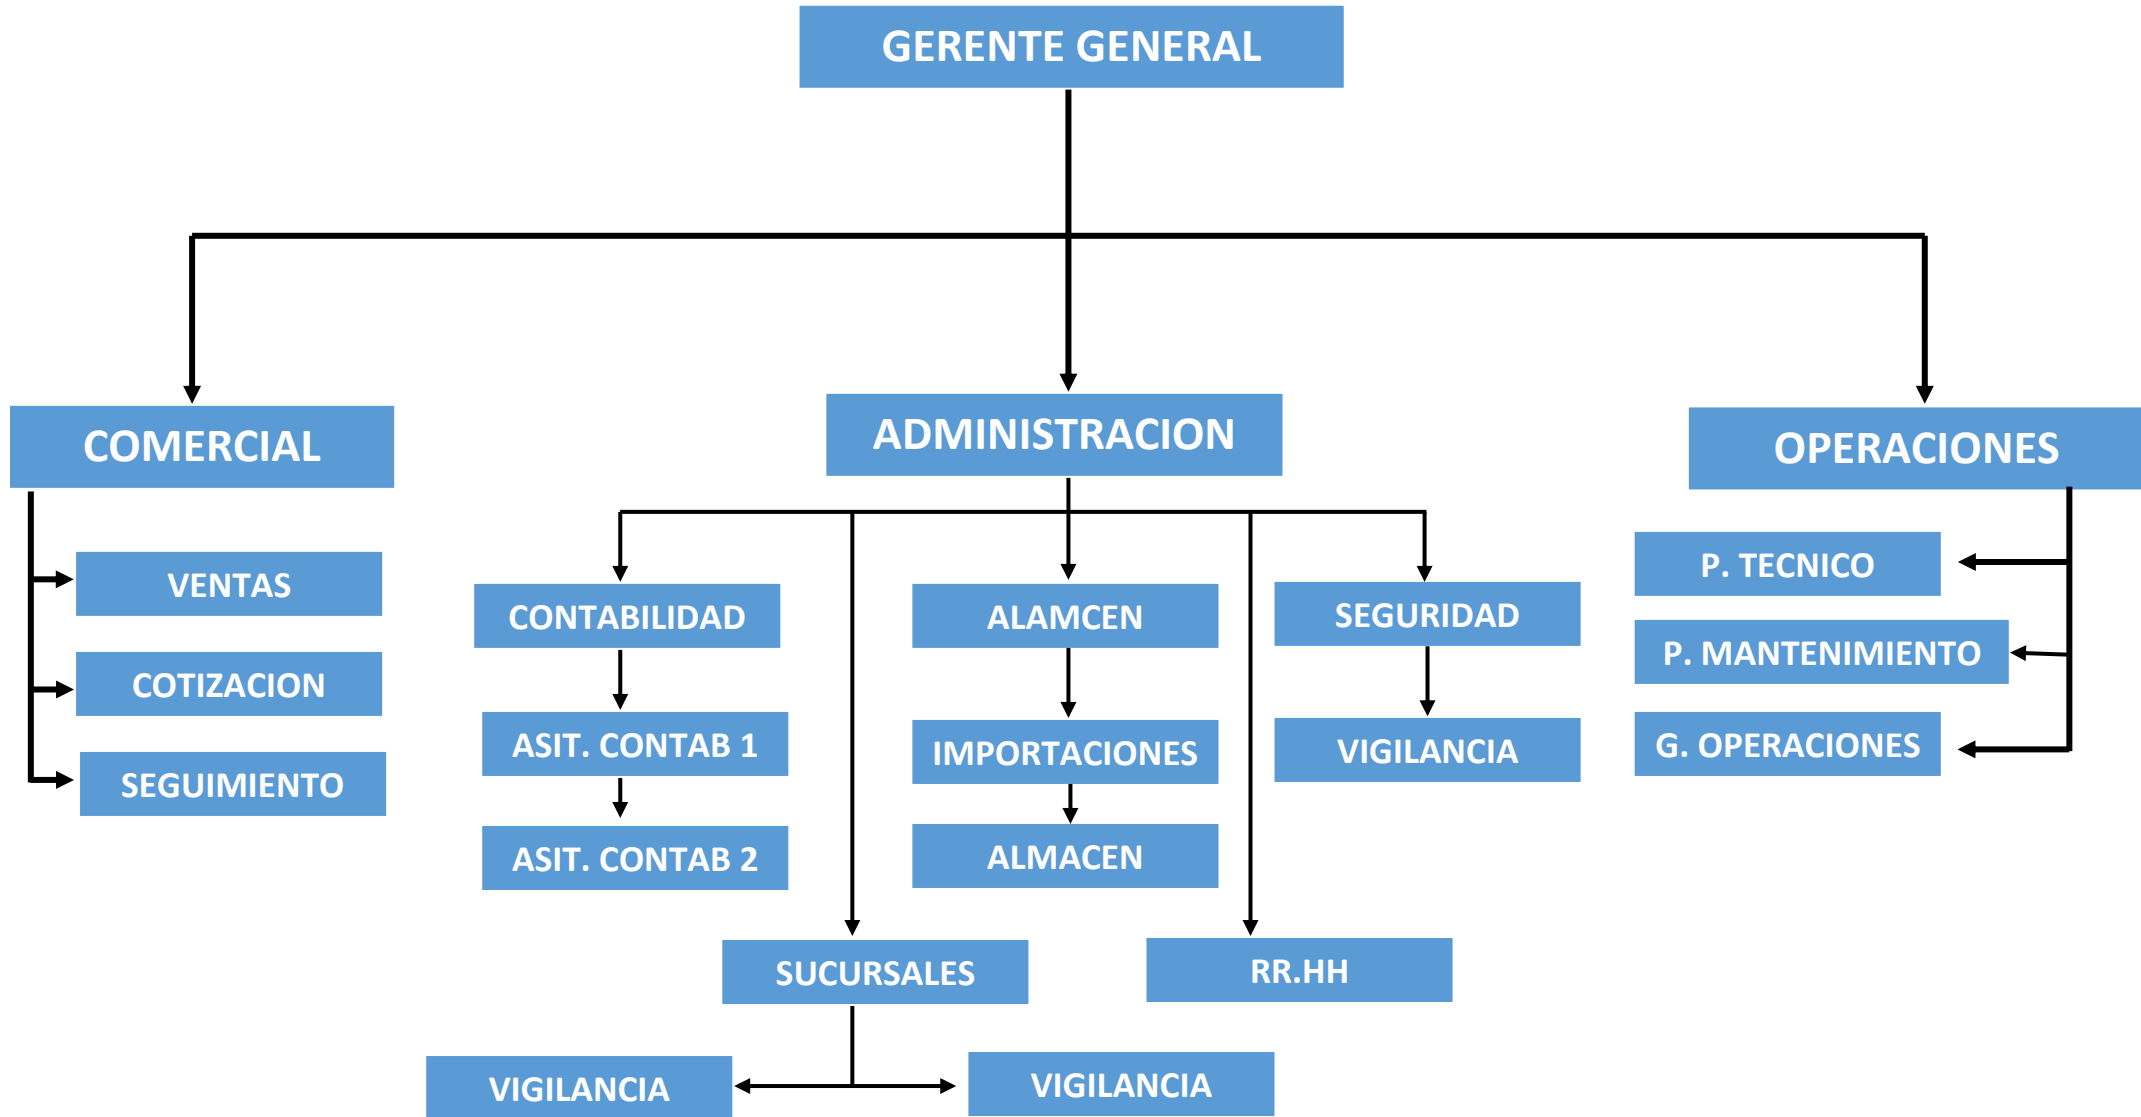 GERENTE GENERAL
COMERCIAL
ADMINISTRACION
OPERACIONES
VENTAS
COTIZACION
SEGUIMIENTO
CONTABILIDAD
ASIT. CONTAB 1
ASIT. CONTAB 2
ALAMCEN
IMPORTACIONES
ALMACEN
SEGURIDAD
VIGILANCIA
P. TECNICO
P. MANTENIMIENTO
G. OPERACIONES
SUCURSALES
RR.HH
VIGILANCIA
VIGILANCIA